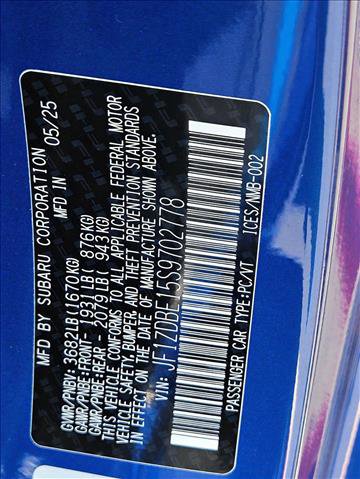 MFD BY SUBARU CORPORATION 05/25
GVWR/PNBV: 3682LB(1670KG)
GAWR/PNBE-FRONT - 1931LB( 876KG)
GAWR/PNBE-REAR - 2079LB( 943KG)
THIS VEHICLE CONFORMS TO ALL APPLICABLE FEDERAL MOTOR
VEHICLE SAFETY, BUMPER, AND THEFT PREVENTION STANDARDS
IN EFFECT ON THE DATE OF MANUFACTURE SHOWN ABOVE.
VIN: JF1ZDBE15S9702778
PASSENGER CAR TYPE:PC/VT ICES/NMB-002